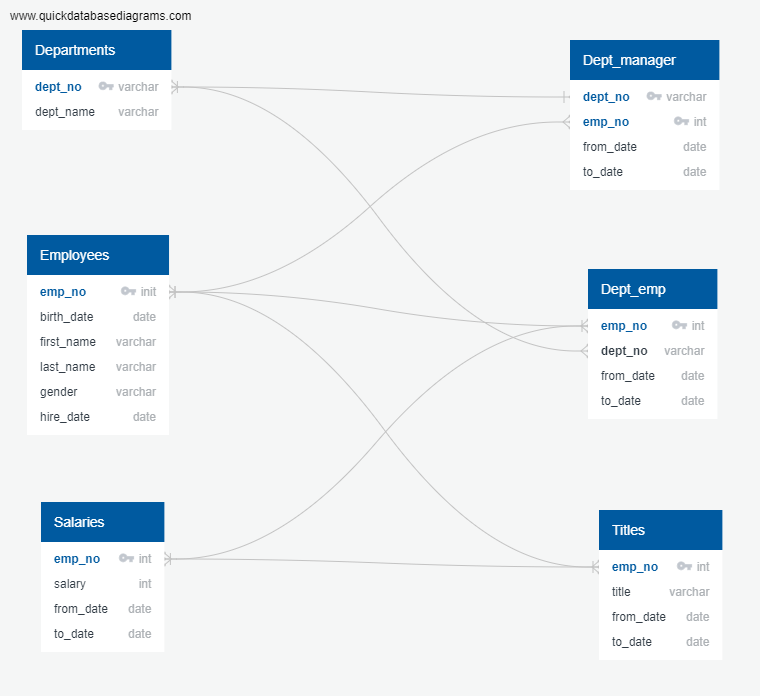 www.quickdatabasediagrams.com
Departments
dept_no varchar
dept_name varchar
Dept_manager
dept_no varchar
emp_no int
from_date date
to_date date
Employees
emp_no init
birth_date date
first_name varchar
last_name varchar
gender varchar
hire_date date
Dept_emp
emp_no int
dept_no varchar
from_date date
to_date date
Salaries
emp_no int
salary int
from_date date
to_date date
Titles
emp_no int
title varchar
from_date date
to_date date